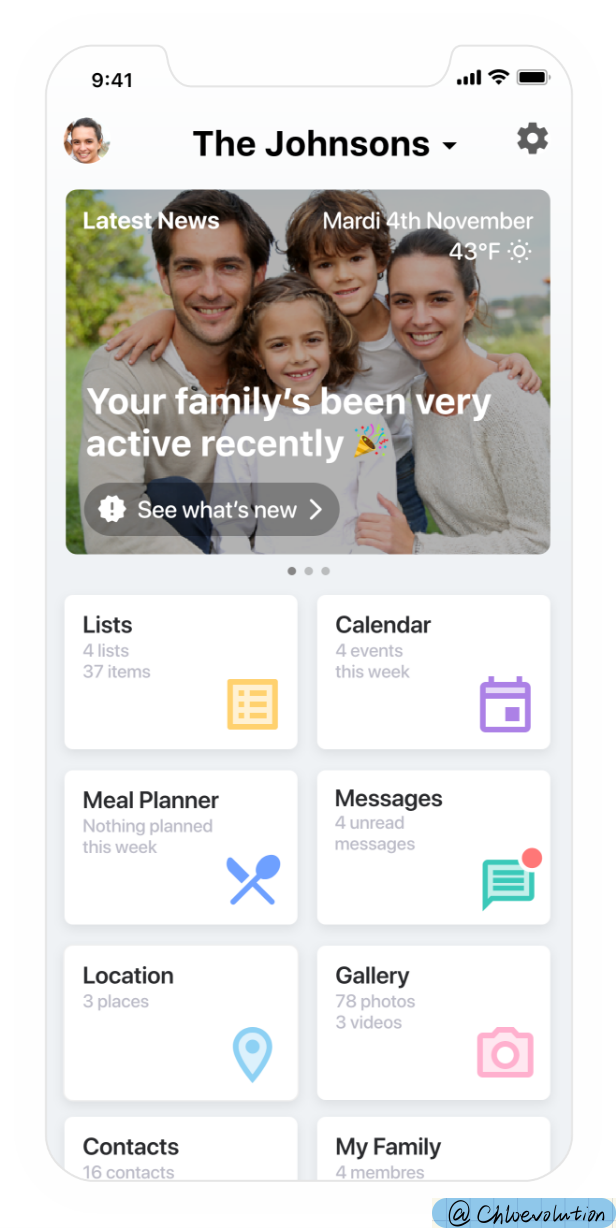 9:41
The Johnsons
Latest News
Mardi 4th November
43°F
Your family's been very
active recently 🎉
See what's new
Lists
4 lists
37 items
Calendar
4 events
this week
Meal Planner
Nothing planned
this week
Messages
4 unread
messages
Location
3 places
Gallery
78 photos
3 videos
Contacts
16 contacts
My Family
4 membres
@ Chloevolution